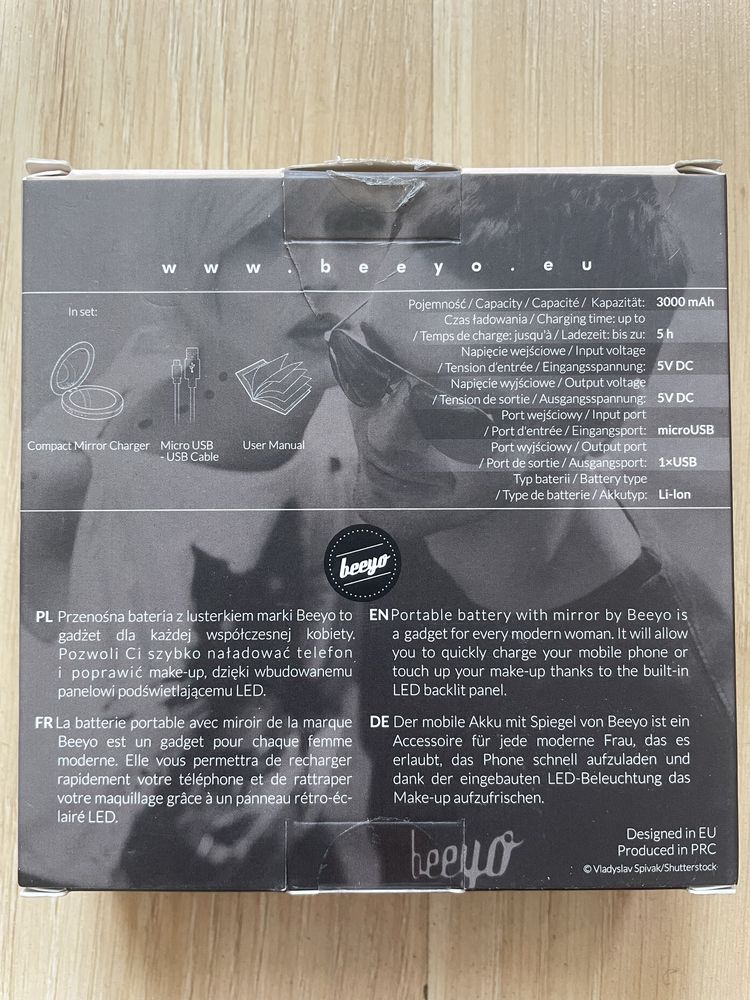 www.beeyo.eu
In set:
Compact Mirror Charger
Micro USB
- USB Cable
User Manual
Pojemność / Capacity / Capacité / Kapazität: 3000 mAh
Czas ładowania / Charging time: up to
/ Temps de charge: jusqu'à / Ladezeit: bis zu: 5 h
Napięcie wejściowe / Input voltage
/ Tension d'entrée / Eingangsspannung: 5V DC
Napięcie wyjściowe / Output voltage
/ Tension de sortie / Ausgangsspannung: 5V DC
Port wejściowy / Input port
/ Port d'entrée / Eingangsport: microUSB
Port wyjściowy / Output port
/ Port de sortie / Ausgangsport: 1×USB
Typ baterii / Battery type
/ Type de batterie / Akkutyp: Li-Ion
beeyo
PL Przenośna bateria z lusterkiem marki Beeyo to
gadżet dla każdej współczesnej kobiety.
Pozwoli Ci szybko naładować telefon
i poprawić make-up, dzięki wbudowanemu
panelowi podświetlającemu LED.
EN Portable battery with mirror by Beeyo is
a gadget for every modern woman. It will allow
you to quickly charge your mobile phone or
touch up your make-up thanks to the built-in
LED backlit panel.
FR La batterie portable avec miroir de la marque
Beeyo est un gadget pour chaque femme
moderne. Elle vous permettra de recharger
rapidement votre téléphone et de rattraper
votre maquillage grâce à un panneau rétro-éc-
lairé LED.
DE Der mobile Akku mit Spiegel von Beeyo ist ein
Accessoire für jede moderne Frau, das es
erlaubt, das Phone schnell aufzuladen und
dank der eingebauten LED-Beleuchtung das
Make-up aufzufrischen.
beeyo
Designed in EU
Produced in PRC
© Vladyslav Spivak/Shutterstock